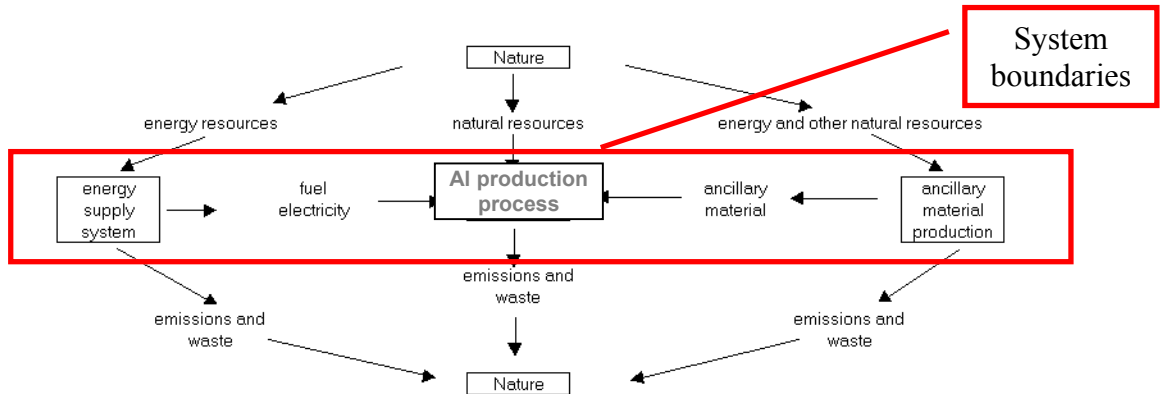 System
boundaries
Nature
energy resources
natural resources
energy and other natural resources
energy
supply
system
fuel
electricity
Al production
process
ancillary
material
ancillary
material
production
emissions and
waste
emissions and
waste
emissions and
waste
Nature